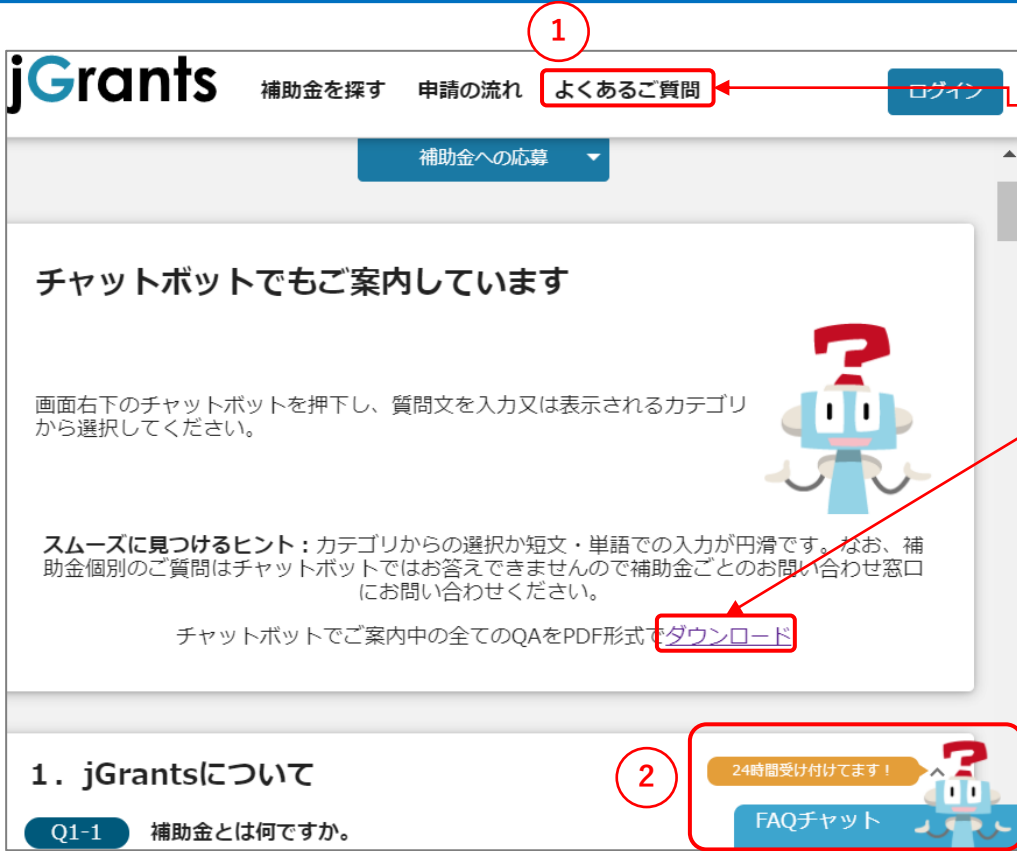 1
jGrants 補助金を探す 申請の流れ よくあるご質問 ログイン
補助金への応募
チャットボットでもご案内しています
画面右下のチャットボットを押下し、質問文を入力又は表示されるカテゴリ
から選択してください。
スムーズに見つけるヒント：カテゴリからの選択か短文・単語での入力が円滑です。なお、補
助金個別のご質問はチャットボットではお答えできませんので補助金ごとのお問い合わせ窓口
にお問い合わせください。
チャットボットでご案内中の全てのQAをPDF形式でダウンロード
1．jGrantsについて
2
24時間受け付けてます！
FAQチャット
Q1-1 補助金とは何ですか。